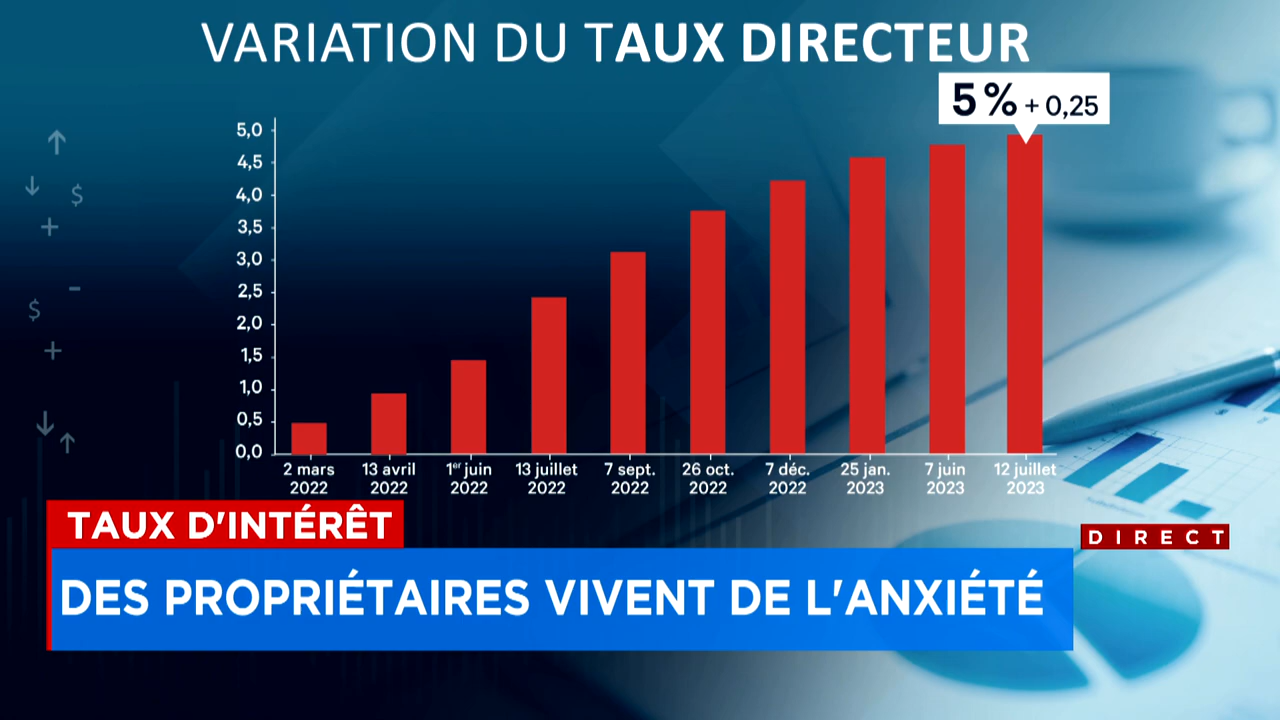 VARIATION DU TAUX DIRECTEUR
5 % + 0,25
5,0
4,5
4,0
3,5
3,0
2,5
2,0
1,5
1,0
0,5
0,0
2 mars 13 avril 1er juin 13 juillet 7 sept. 26 oct. 7 déc. 25 jan. 7 juin 12 juillet
2022 2022 2022 2022 2022 2022 2022 2023 2023 2023
TAUX D'INTÉRÊT
DIRECT
DES PROPRIÉTAIRES VIVENT DE L'ANXIÉTÉ